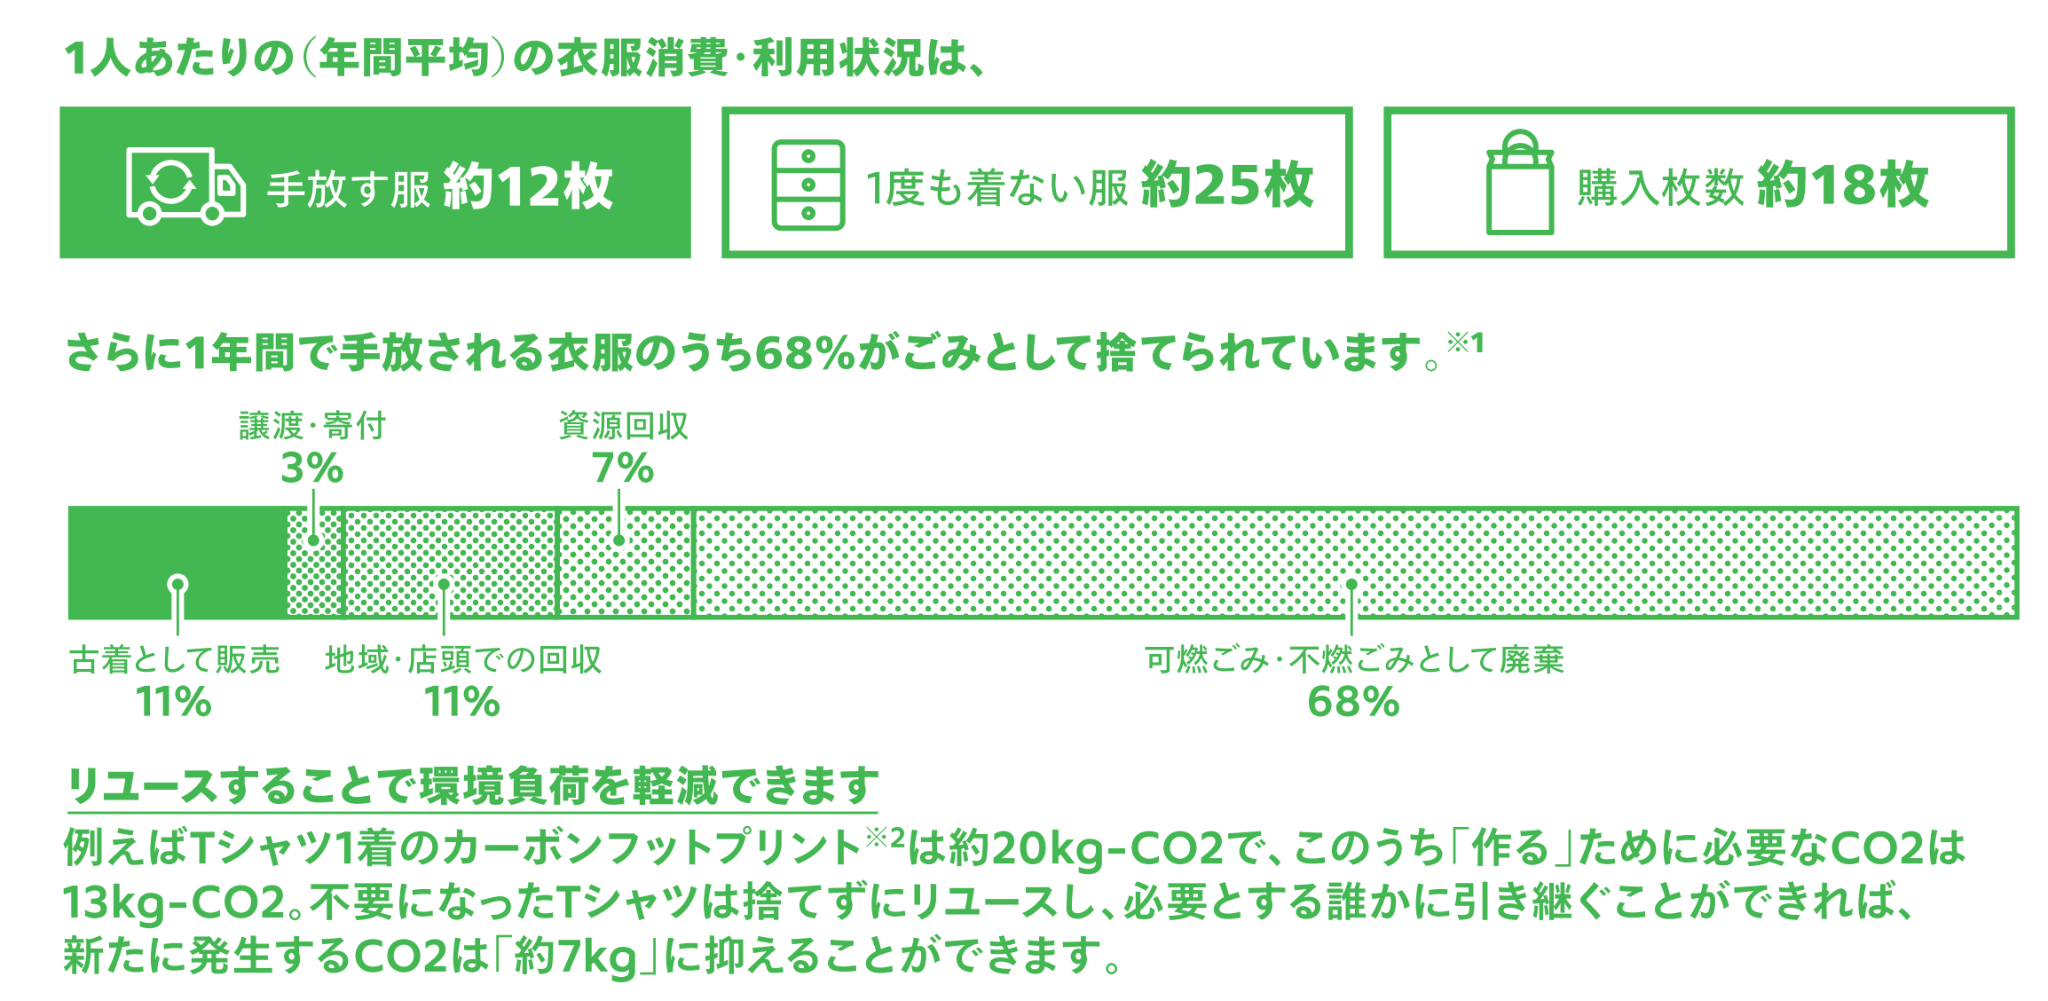 1人あたりの(年間平均)の衣服消費・利用状況は、
手放す服 約12枚
1度も着ない服 約25枚
購入枚数 約18枚
さらに1年間で手放される衣服のうち68%がごみとして捨てられています。※1
譲渡・寄付
3%
資源回収
7%
古着として販売
11%
地域・店頭での回収
11%
可燃ごみ・不燃ごみとして廃棄
68%
リユースすることで環境負荷を軽減できます
例えばTシャツ1着のカーボンフットプリント※2は約20kg-CO2で、このうち「作る」ために必要なCO2は
13kg-CO2。不要になったTシャツは捨てずにリユースし、必要とする誰かに引き継ぐことができれば、
新たに発生するCO2は「約7kg」に抑えることができます。